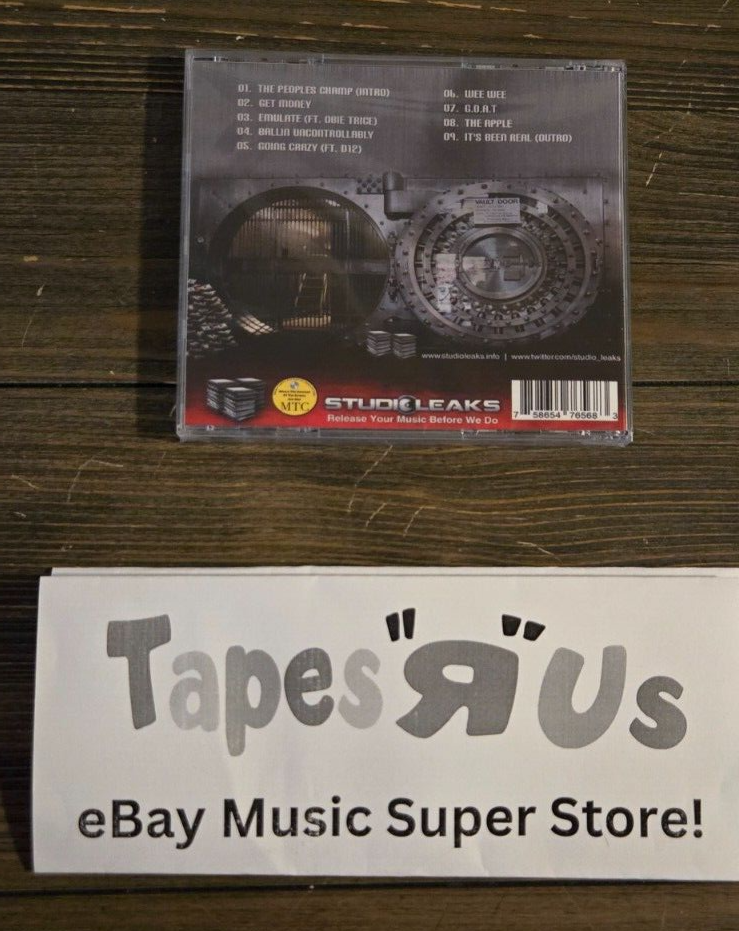 01. THE PEOPLES CHAMP (INTRO)
02. GET MONEY
03. EMULATE (FT. OBIE TRICE)
04. BALLIN UNCONTROLLABLY
05. GOING CRAZY (FT. D12)
06. WEE WEE
07. G.O.A.T
08. THE APPLE
09. IT'S BEEN REAL (OUTRO)
VAULT DOOR
www.studioleaks.info | www.twitter.com/studio_leaks
MTC
STUDIOLEAKS
Release Your Music Before We Do
7 58654 76568 3
Tapes "R" Us
eBay Music Super Store!